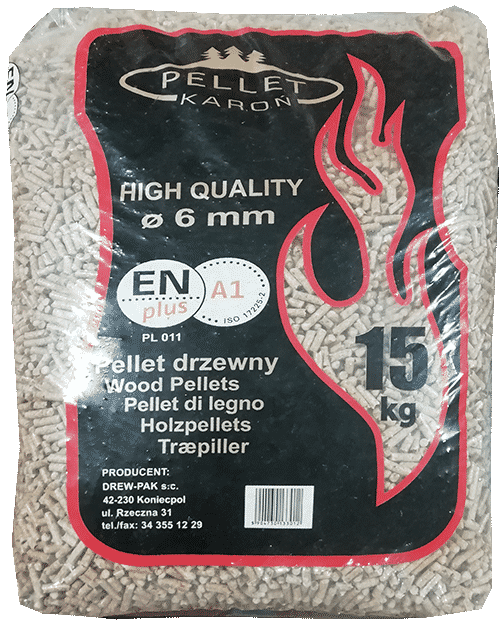 PELLET
KAROŃ
EN
HIGH QUALITY
ø 6 mm
EN
plus
A1
ISO 17225-2
PL 011
15
kg
Pellet drzewny
Wood Pellets
Pellet di legno
Holzpellets
Træpiller
PRODUCENT:
DREW-PAK s.c.
42-230 Koniecpol
ul. Rzeczna 31
tel./fax: 34 355 12 29